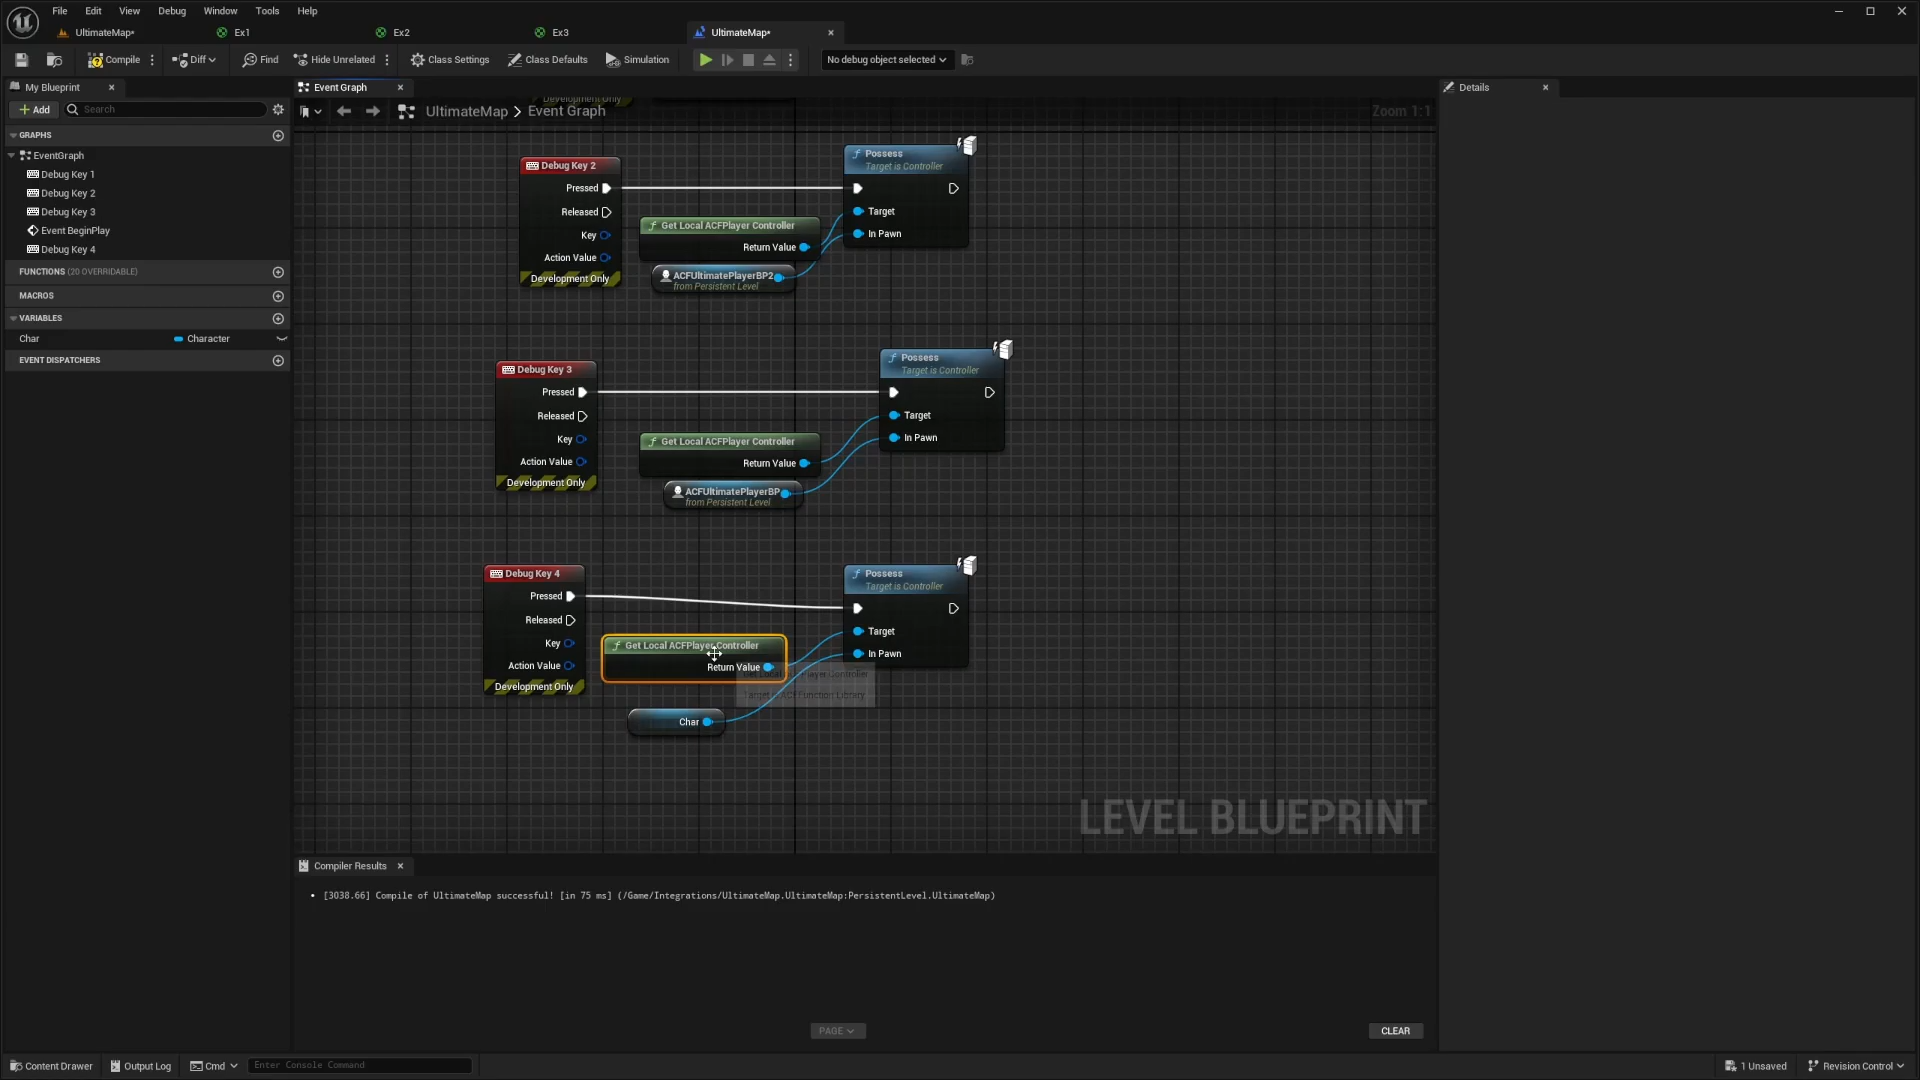 File Edit View Debug Window Tools Help
UltimateMap* Ex1 Ex2 Ex3 UltimateMap*
Compile Diff Find Hide Unrelated Class Settings Class Defaults Simulation No debug object selected
My Blueprint Event Graph Details
Add Search
UltimateMap > Event Graph Zoom 1:1
Development Only
GRAPHS
EventGraph
Debug Key 1
Debug Key 2
Debug Key 3
Event BeginPlay
Debug Key 4
FUNCTIONS (20 OVERRIDABLE)
MACROS
VARIABLES
Char Character
EVENT DISPATCHERS
Debug Key 2
Pressed
Released
Key
Action Value
Development Only
Get Local ACFPlayer Controller
Return Value
ACFUltimatePlayerBP2
from Persistent Level
Possess
Target is Controller
Target
In Pawn
Debug Key 3
Pressed
Released
Key
Action Value
Development Only
Get Local ACFPlayer Controller
Return Value
ACFUltimatePlayerBP
from Persistent Level
Possess
Target is Controller
Target
In Pawn
Debug Key 4
Pressed
Released
Key
Action Value
Development Only
Get Local ACFPlayer Controller
Return Value
Char
Possess
Target is Controller
Target
In Pawn
LEVEL BLUEPRINT
Compiler Results
[3038.66] Compile of UltimateMap successful! [in 75 ms] (/Game/Integrations/UltimateMap.UltimateMap:PersistentLevel.UltimateMap)
PAGE CLEAR
Content Drawer Output Log Cmd Enter Console Command 1 Unsaved Revision Control